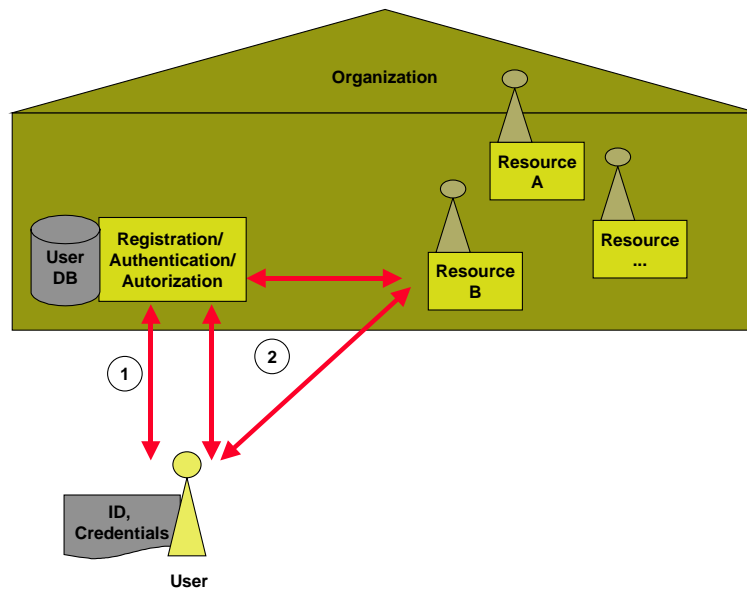 Organization
Resource
A
Resource
...
Registration/
Authentication/
Autorization
User
DB
Resource
B
1
2
ID,
Credentials
User